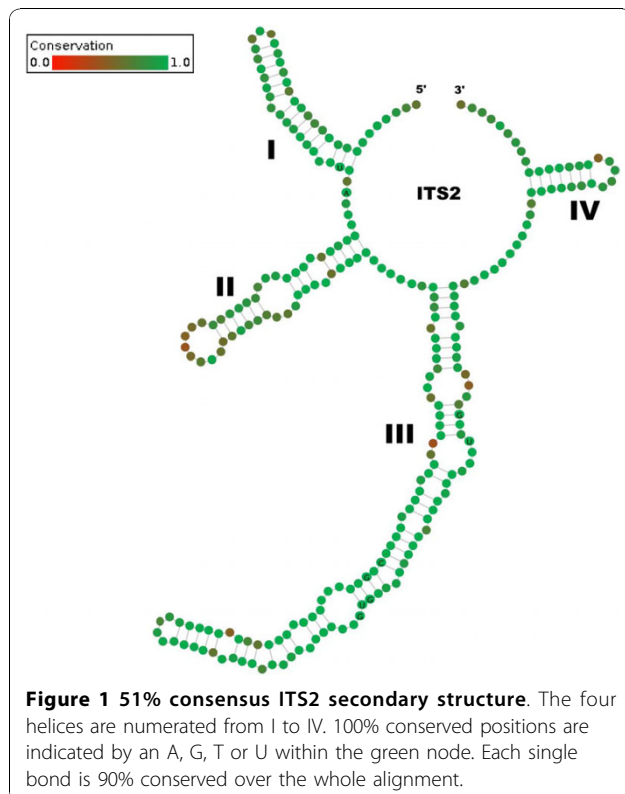 Conservation
0.0 1.0
5' 3'
I
U
A
ITS2
IV
II
III
G
U
G
U
G
Figure 1 51% consensus ITS2 secondary structure. The four
helices are numerated from I to IV. 100% conserved positions are
indicated by an A, G, T or U within the green node. Each single
bond is 90% conserved over the whole alignment.